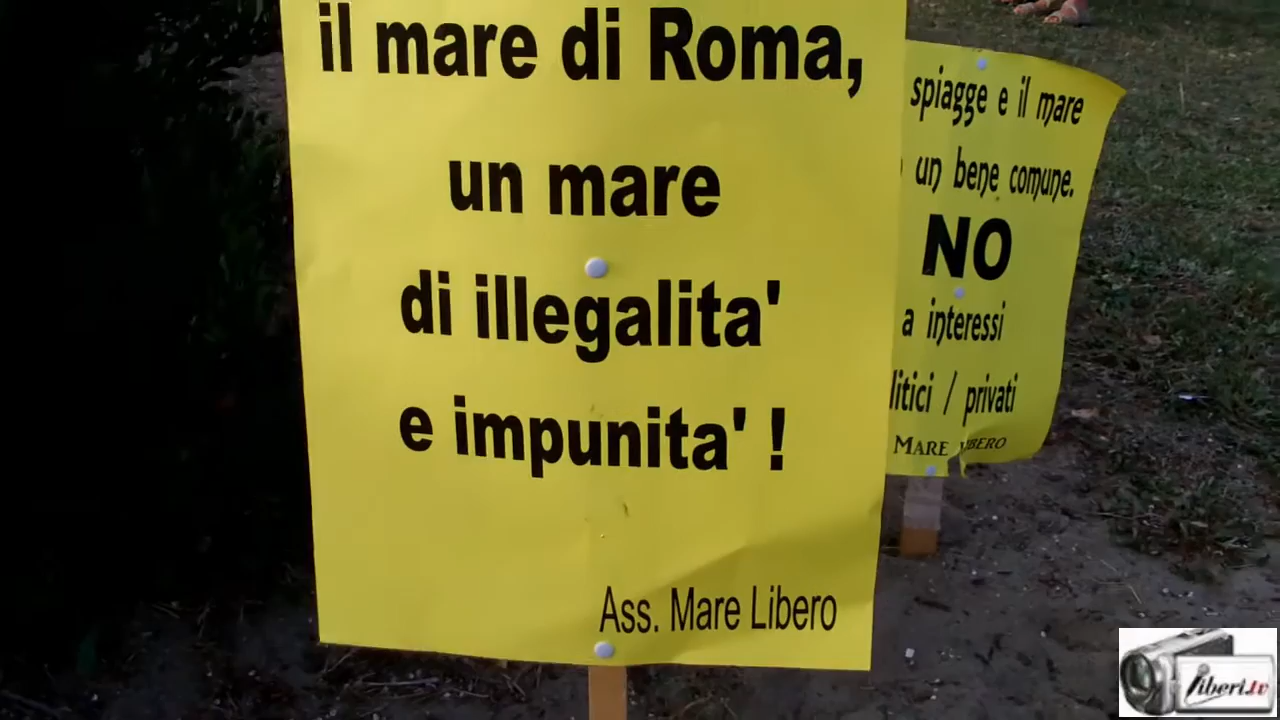 il mare di Roma,
un mare
di illegalita'
e impunita' !
Ass. Mare Libero
spiagge e il mare
un bene comune.
NO
a interessi
litici / privati
MARE LIBERO
liberi.tv